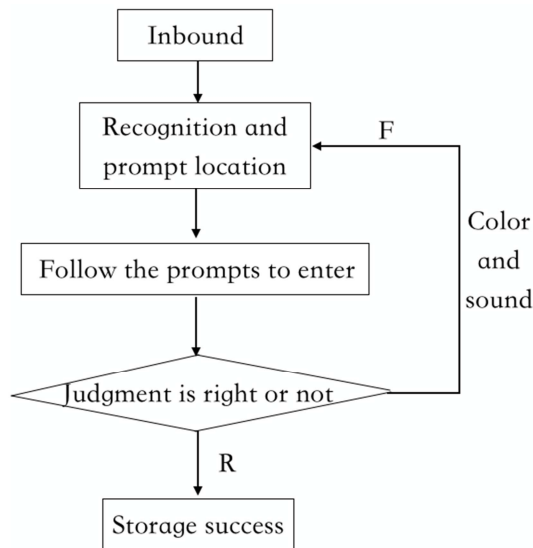 Inbound
Recognition and
prompt location
F
Color
and
sound
Follow the prompts to enter
Judgment is right or not
R
Storage success